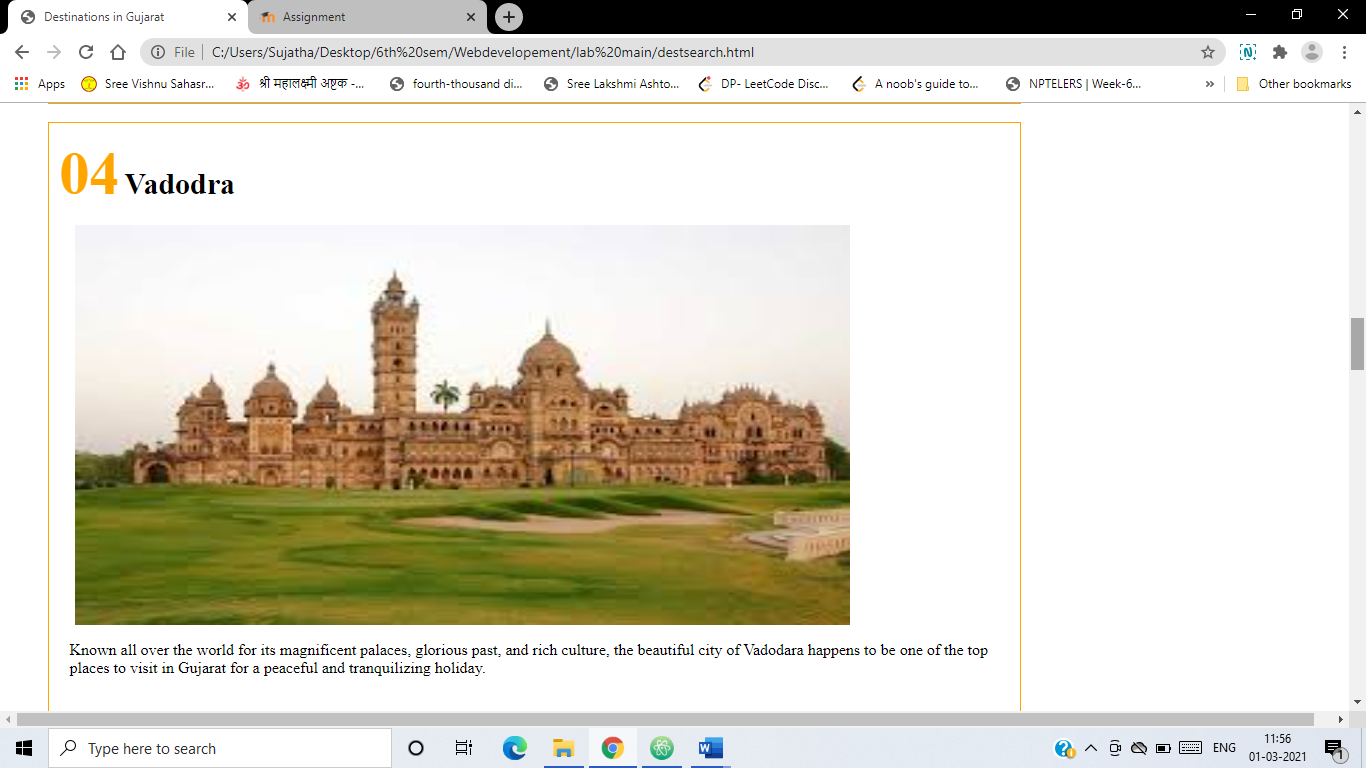 Destinations in Gujarat
Assignment
File
C:/Users/Sujatha/Desktop/6th%20sem/Webdevelopement/lab%20main/destsearch.html
Apps
Sree Vishnu Sahasr...
श्री महालक्ष्मी अष्टक -...
fourth-thousand di...
Sree Lakshmi Ashto...
DP- LeetCode Disc...
A noob's guide to...
NPTELERS | Week-6...
»
Other bookmarks
04 Vadodra
Known all over the world for its magnificent palaces, glorious past, and rich culture, the beautiful city of Vadodara happens to be one of the top
places to visit in Gujarat for a peaceful and tranquilizing holiday.
Type here to search
ENG
11:56
01-03-2021
1